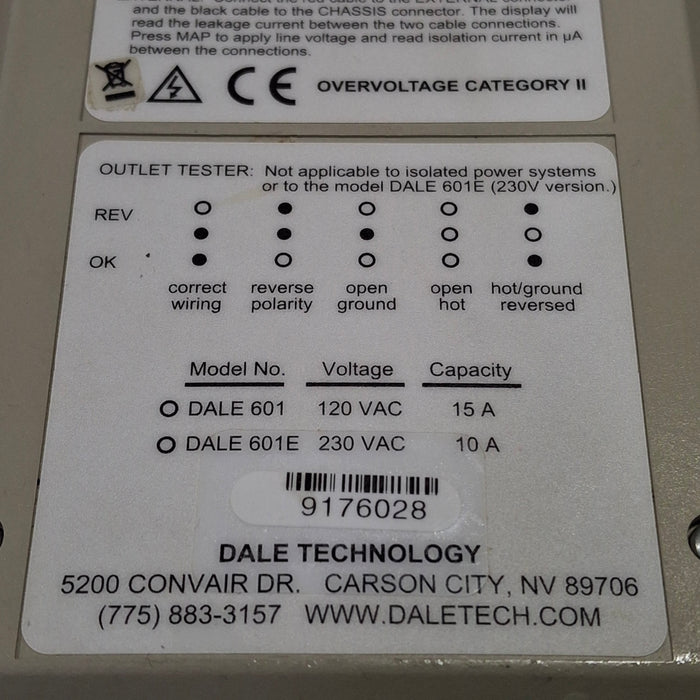 and the black cable to the CHASSIS connector. The display will
read the leakage current between the two cable connections.
Press MAP to apply line voltage and read isolation current in µA
between the connections.
CE OVERVOLTAGE CATEGORY II
OUTLET TESTER: Not applicable to isolated power systems
or to the model DALE 601E (230V version.)
REV
OK
correct reverse open open hot/ground
wiring polarity ground hot reversed
Model No. Voltage Capacity
DALE 601 120 VAC 15 A
DALE 601E 230 VAC 10 A
9176028
DALE TECHNOLOGY
5200 CONVAIR DR. CARSON CITY, NV 89706
(775) 883-3157 WWW.DALETECH.COM